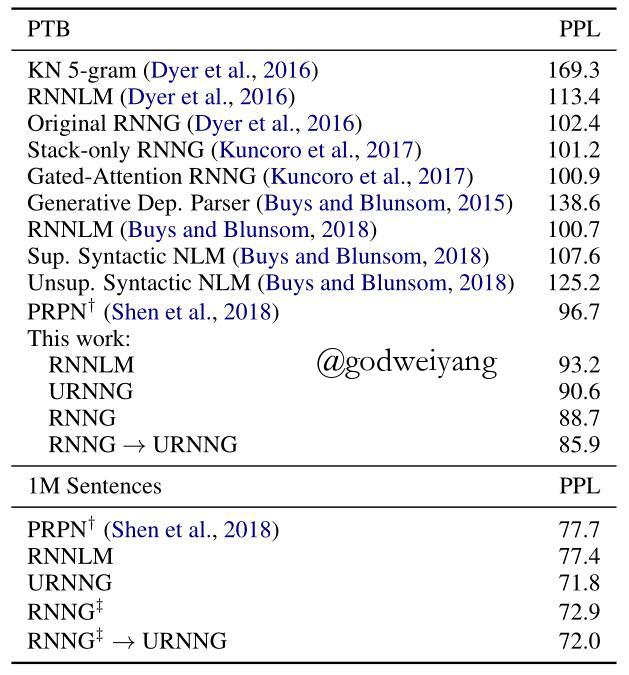 PTB PPL
KN 5-gram (Dyer et al., 2016) 169.3
RNNLM (Dyer et al., 2016) 113.4
Original RNNG (Dyer et al., 2016) 102.4
Stack-only RNNG (Kuncoro et al., 2017) 101.2
Gated-Attention RNNG (Kuncoro et al., 2017) 100.9
Generative Dep. Parser (Buys and Blunsom, 2015) 138.6
RNNLM (Buys and Blunsom, 2018) 100.7
Sup. Syntactic NLM (Buys and Blunsom, 2018) 107.6
Unsup. Syntactic NLM (Buys and Blunsom, 2018) 125.2
PRPN† (Shen et al., 2018) 96.7
This work:
RNNLM 93.2
@godweiyang
URNNG 90.6
RNNG 88.7
RNNG → URNNG 85.9
1M Sentences PPL
PRPN† (Shen et al., 2018) 77.7
RNNLM 77.4
URNNG 71.8
RNNG‡ 72.9
RNNG‡ → URNNG 72.0